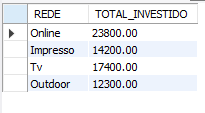 REDE TOTAL_INVESTIDO
Online 23800.00
Impresso 14200.00
Tv 17400.00
Outdoor 12300.00